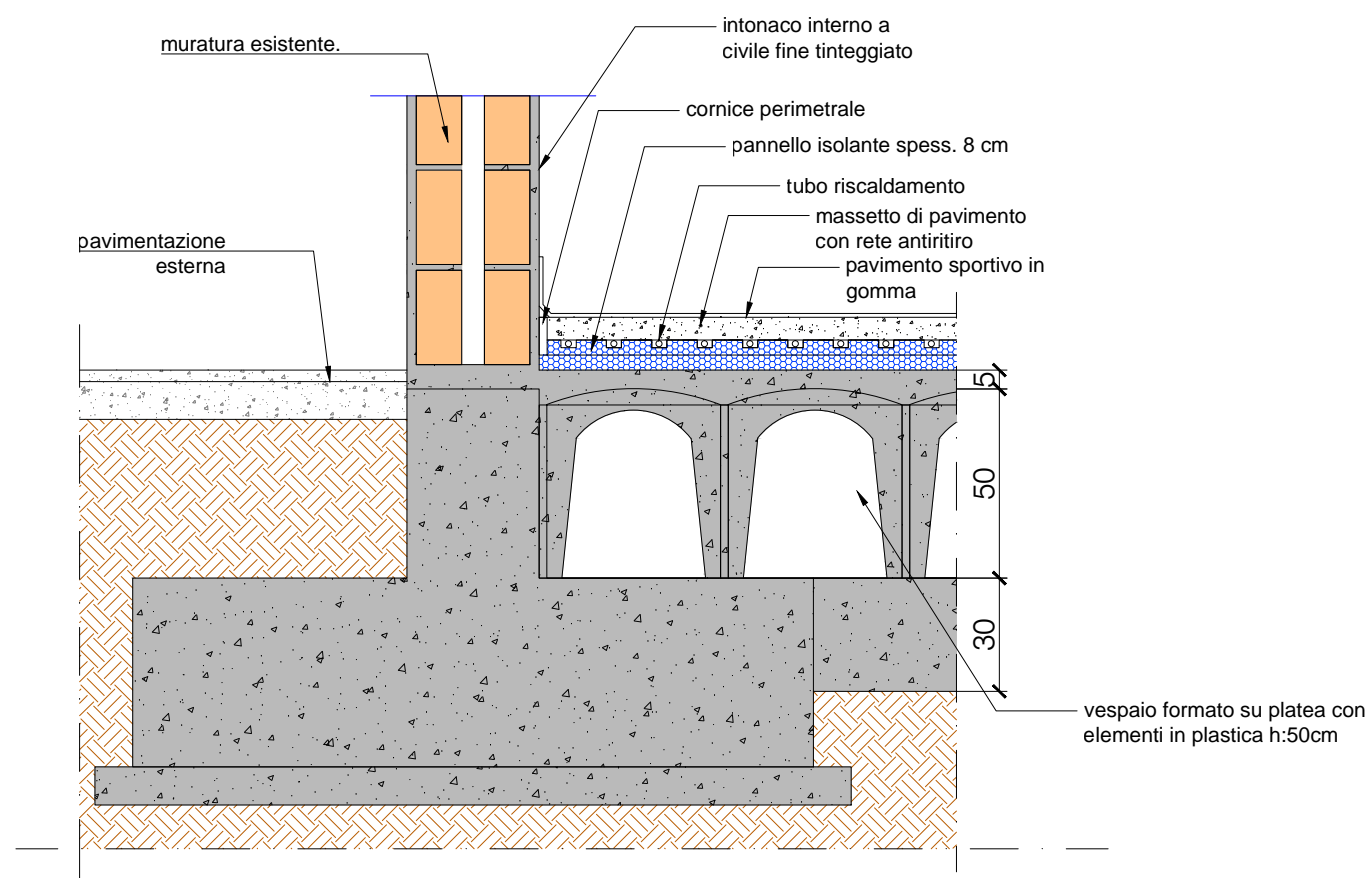 muratura esistente.
intonaco interno a
civile fine tinteggiato
cornice perimetrale
pannello isolante spess. 8 cm
tubo riscaldamento
massetto di pavimento
con rete antiritiro
pavimento sportivo in
gomma
pavimentazione
esterna
5
50
30
vespaio formato su platea con
elementi in plastica h:50cm